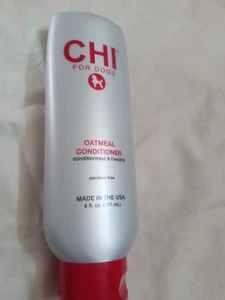 CHI
FOR DOGS
OATMEAL
CONDITIONER
conditionneur à l'avoine
paraben free
MADE IN THE USA
6 fl. oz. (177 mL)